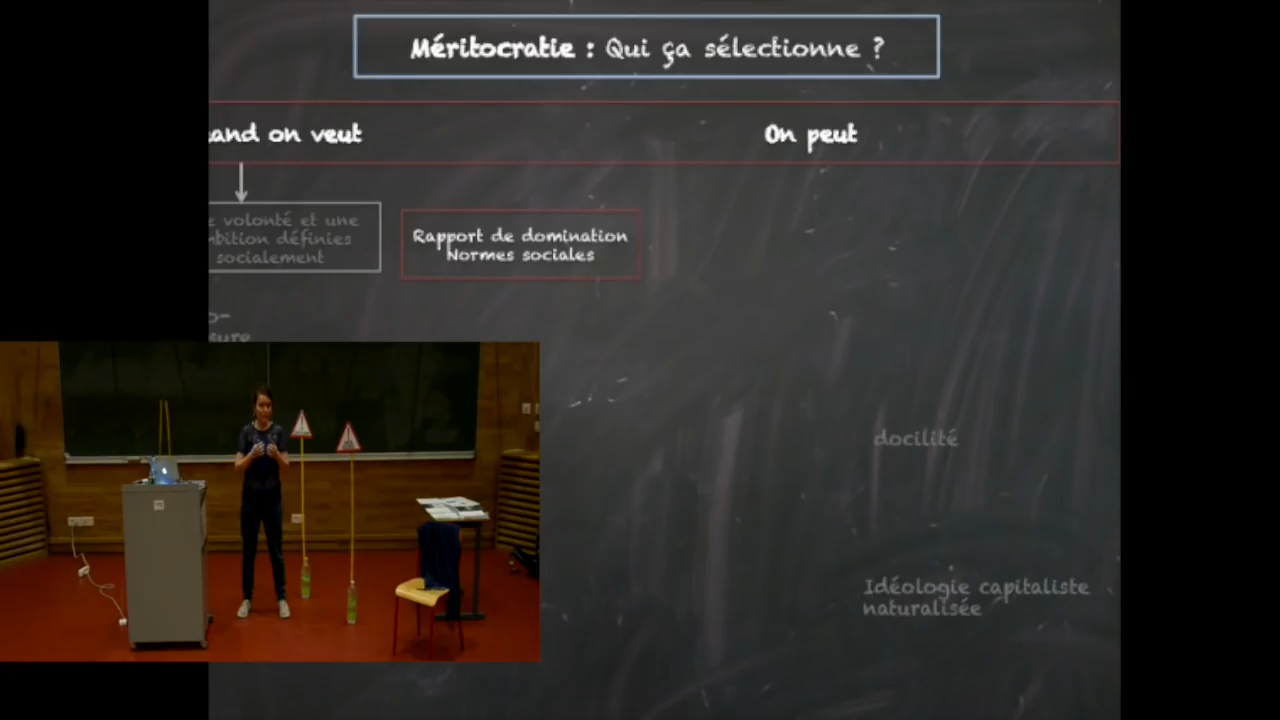 Méritocratie : Qui ça sélectionne ?
and on veut
On peut
volonté et une
bition définies
socialement
Rapport de domination
Normes sociales
docilité
Idéologie capitaliste
naturalisée